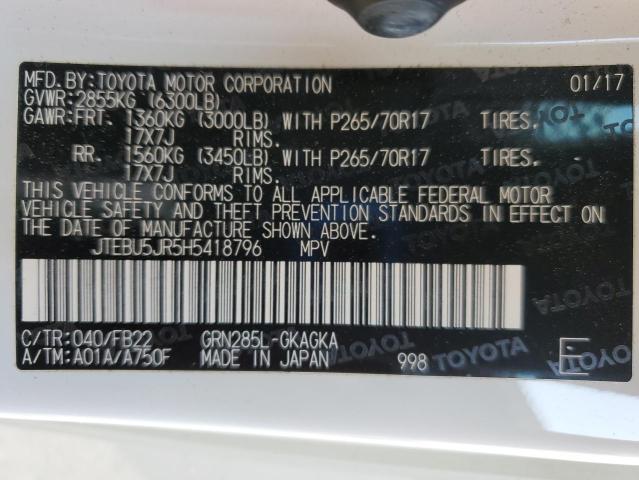 MFD. BY: TOYOTA MOTOR CORPORATION 01/17
GVWR: 2855KG (6300LB)
GAWR: FRT. 1360KG (3000LB) WITH P265/70R17 TIRES.
17X7J RIMS.
RR. 1560KG (3450LB) WITH P265/70R17 TIRES.
17X7J RIMS.
THIS VEHICLE CONFORMS TO ALL APPLICABLE FEDERAL MOTOR
VEHICLE SAFETY AND THEFT PREVENTION STANDARDS IN EFFECT ON
THE DATE OF MANUFACTURE SHOWN ABOVE.
JTEBU5JR5H5418796 MPV
C/TR: 040/FB22 GRN285L-GKAGKA
A/TM: A01A/A750F MADE IN JAPAN 998 E